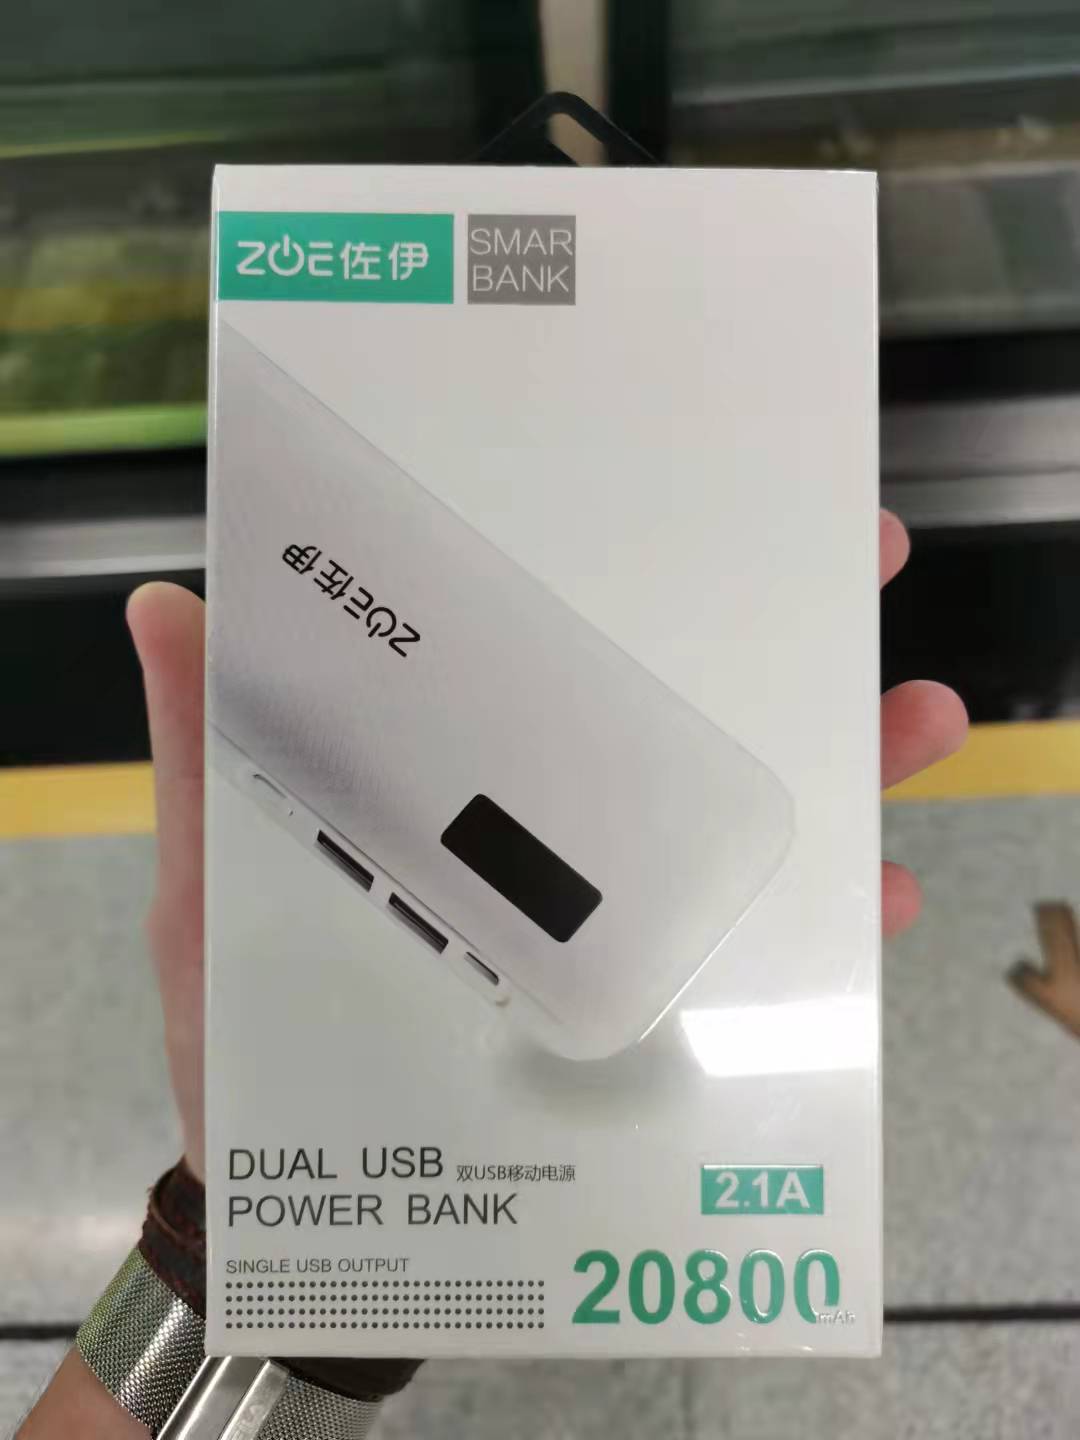 ZOE佐伊
SMAR
BANK
ZOE佐伊
DUAL USB 双USB移动电源
POWER BANK
2.1A
SINGLE USB OUTPUT
20800
mAh